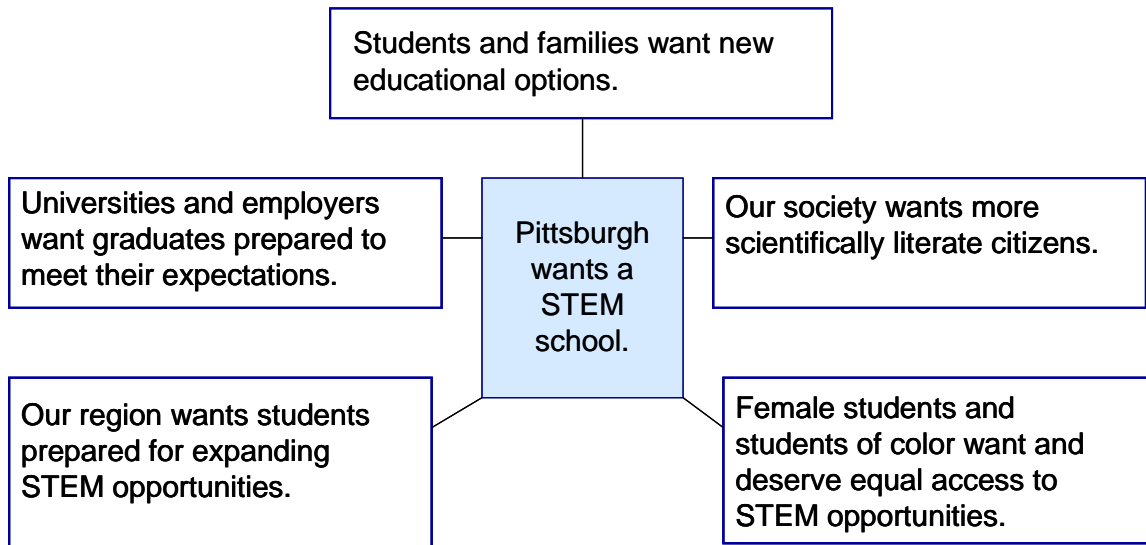 Students and families want new
educational options.
Universities and employers
want graduates prepared to
meet their expectations.
Pittsburgh
wants a
STEM
school.
Our society wants more
scientifically literate citizens.
Our region wants students
prepared for expanding
STEM opportunities.
Female students and
students of color want and
deserve equal access to
STEM opportunities.